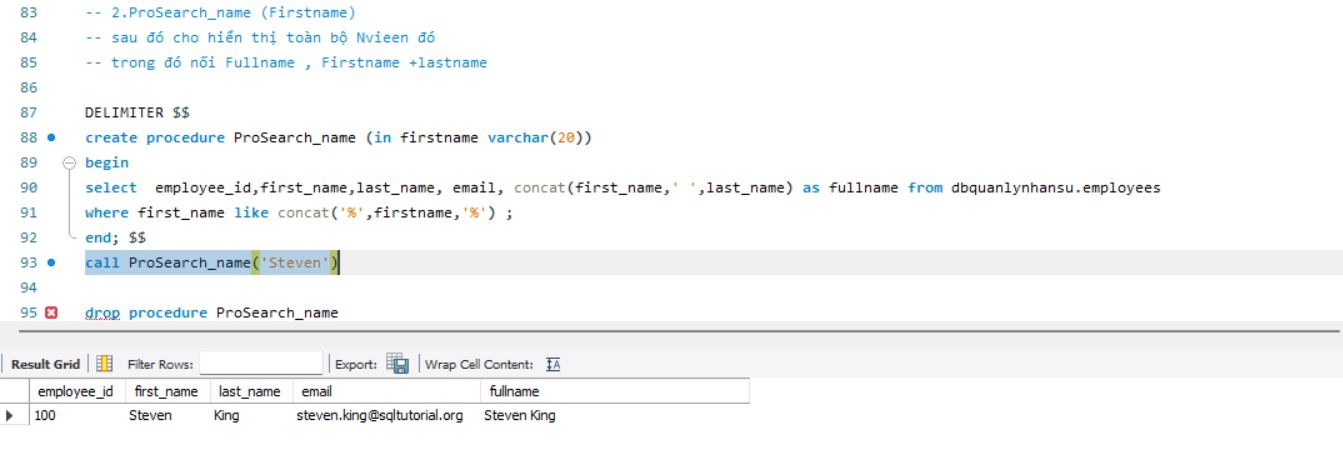 83 -- 2.ProSearch_name (Firstname)
84 -- sau đó cho hiển thị toàn bộ Nvieen đó
85 -- trong đó nối Fullname , Firstname +lastname
86
87 DELIMITER $$
88 create procedure ProSearch_name (in firstname varchar(20))
89 begin
90 select  employee_id,first_name,last_name, email, concat(first_name,' ',last_name) as fullname from dbquanlynhansu.employees
91 where first_name like concat('%',firstname,'%') ;
92 end; $$
93 call ProSearch_name('Steven')
94
95 drop procedure ProSearch_name
Result Grid Filter Rows: Export: Wrap Cell Content: IA
employee_id first_name last_name email fullname
100 Steven King steven.king@sqltutorial.org Steven King